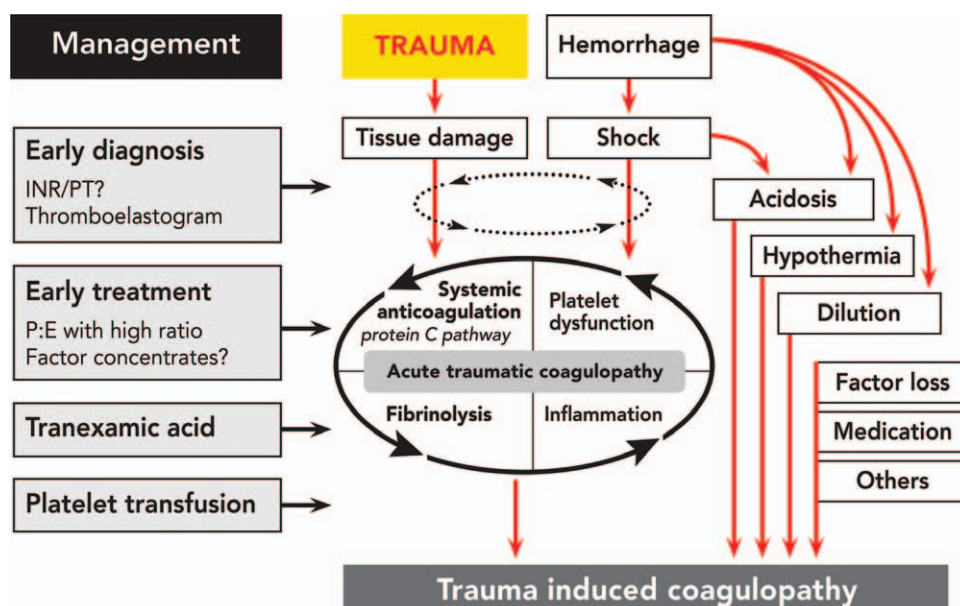 Management
TRAUMA
Hemorrhage
Early diagnosis
INR/PT?
Thromboelastogram
Tissue damage
Shock
Acidosis
Hypothermia
Dilution
Early treatment
P:E with high ratio
Factor concentrates?
Systemic
anticoagulation
protein C pathway
Platelet
dysfunction
Acute traumatic coagulopathy
Fibrinolysis
Inflammation
Factor loss
Medication
Others
Tranexamic acid
Platelet transfusion
Trauma induced coagulopathy